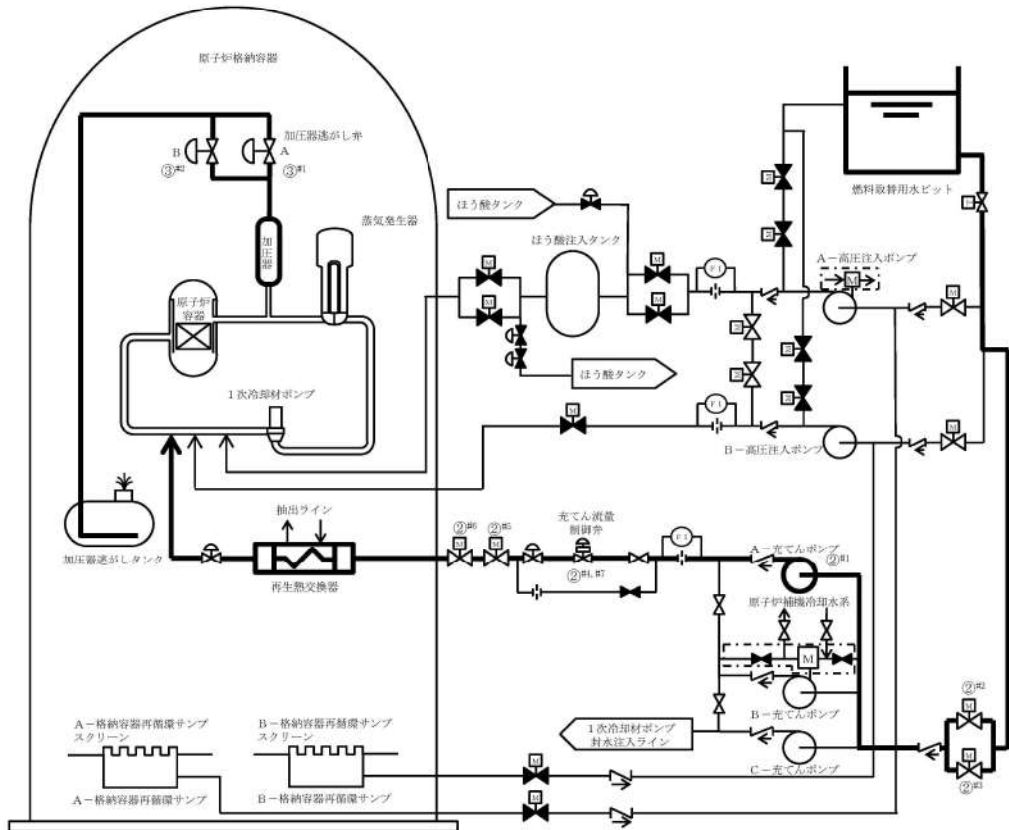 原子炉格納容器
加圧器逃がし弁
B
A
③#2
③#1
燃料取替用水ピット
ほう酸タンク
蒸気発生器
ほう酸注入タンク
加圧器
M
M
M
M
FI
A－高圧注入ポンプ
M
原子炉
容器
1次冷却材ポンプ
ほう酸タンク
M
FI
M
M
B－高圧注入ポンプ
抽出ライン
加圧器逃がしタンク
再生熱交換器
②#6
②#5
M
M
充てん流量
制御弁
②#4,#7
FI
A－充てんポンプ
②#1
原子炉補機冷却水系
M
B－充てんポンプ
②#2
M
M
②#3
1次冷却材ポンプ
封水注入ライン
C－充てんポンプ
A－格納容器再循環サンプ
スクリーン
B－格納容器再循環サンプ
スクリーン
M
M
A－格納容器再循環サンプ
B－格納容器再循環サンプ